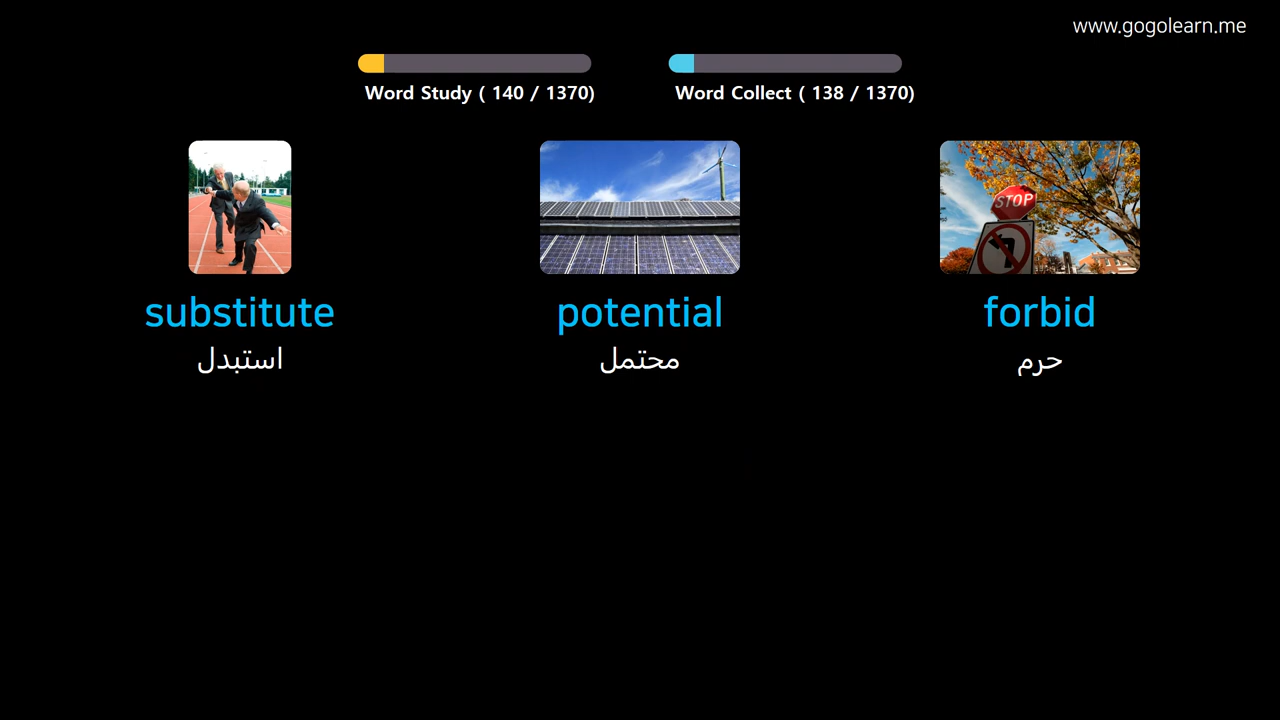 www.gogolearn.me
Word Study ( 140 / 1370)
Word Collect ( 138 / 1370)
STOP
substitute
استبدل
potential
محتمل
forbid
حرم